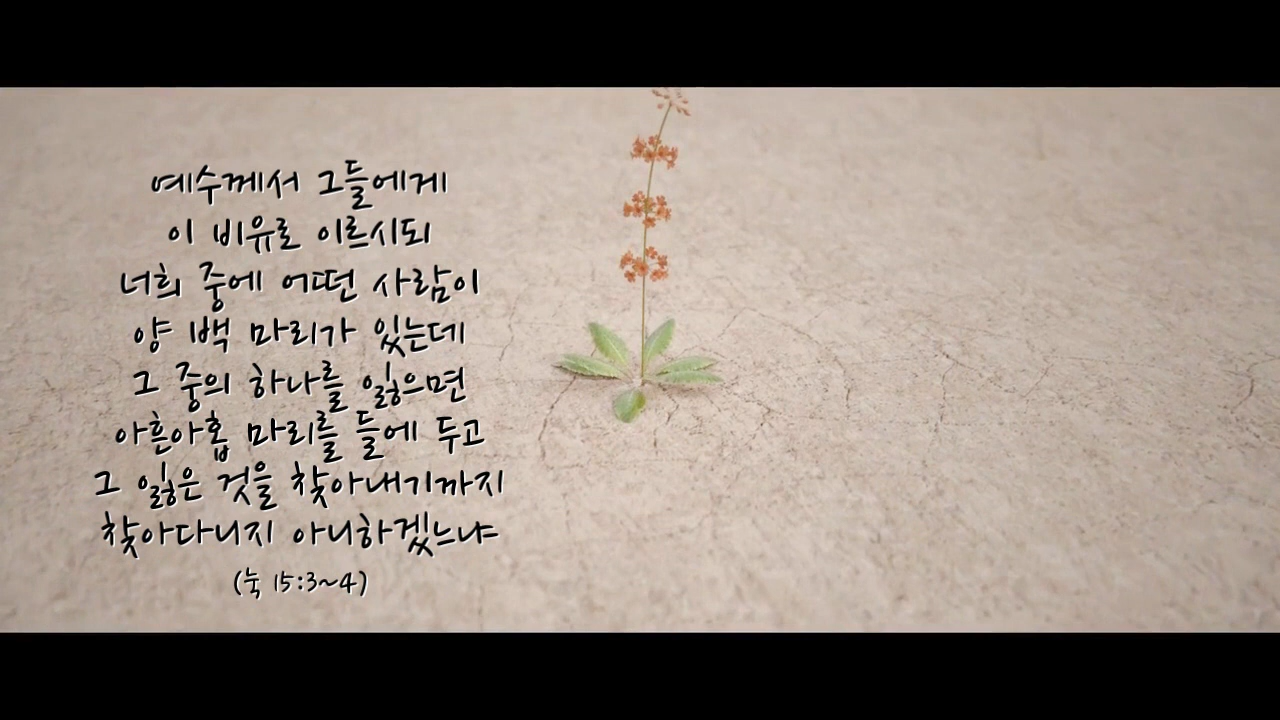 예수께서 그들에게
이 비유로 이르시되
너희 중에 어떤 사람이
양 백 마리가 있는데
그 중의 하나를 잃으면
아흔아홉 마리를 들에 두고
그 잃은 것을 찾아내기까지
찾아다니지 아니하겠느냐
(눅 15:3~4)